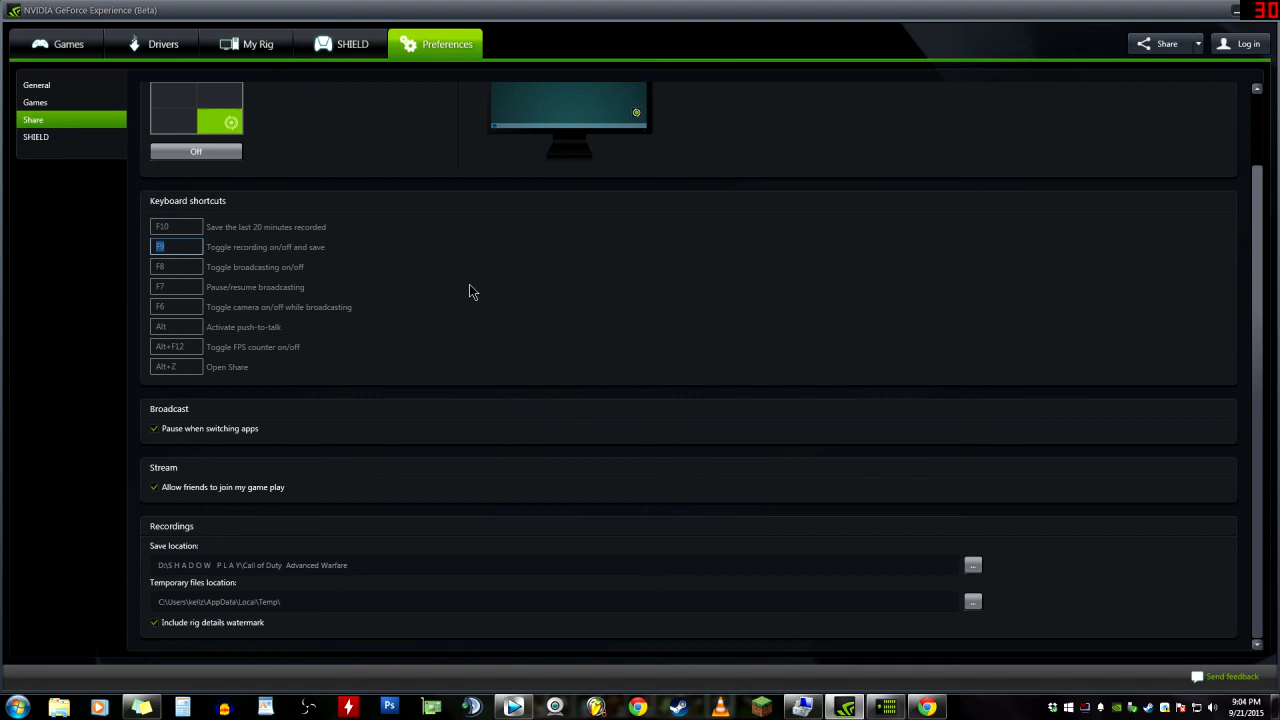 NVIDIA GeForce Experience (Beta)
30
Games
Drivers
My Rig
SHIELD
Preferences
Share
Log in
General
Games
Share
SHIELD
Off
Keyboard shortcuts
F10 Save the last 20 minutes recorded
F9 Toggle recording on/off and save
F8 Toggle broadcasting on/off
F7 Pause/resume broadcasting
F6 Toggle camera on/off while broadcasting
Alt Activate push-to-talk
Alt+F12 Toggle FPS counter on/off
Alt+Z Open Share
Broadcast
Pause when switching apps
Stream
Allow friends to join my game play
Recordings
Save location:
D:\S H A D O W P L A Y\Call of Duty Advanced Warfare
...
Temporary files location:
C:\Users\kellz\AppData\Local\Temp\
...
Include rig details watermark
Send feedback
Ps
9:04 PM
9/21/2015